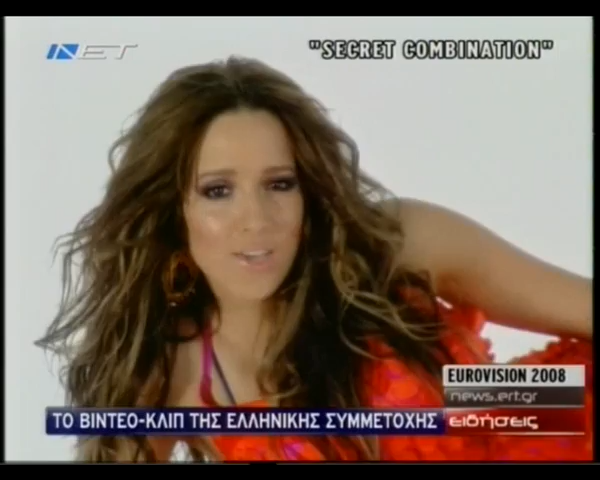 NET
"SECRET COMBINATION"
EUROVISION 2008
news.ert.gr
ΤΟ ΒΙΝΤΕΟ-ΚΛΙΠ ΤΗΣ ΕΛΛΗΝΙΚΗΣ ΣΥΜΜΕΤΟΧΗΣ
ειδήσεις